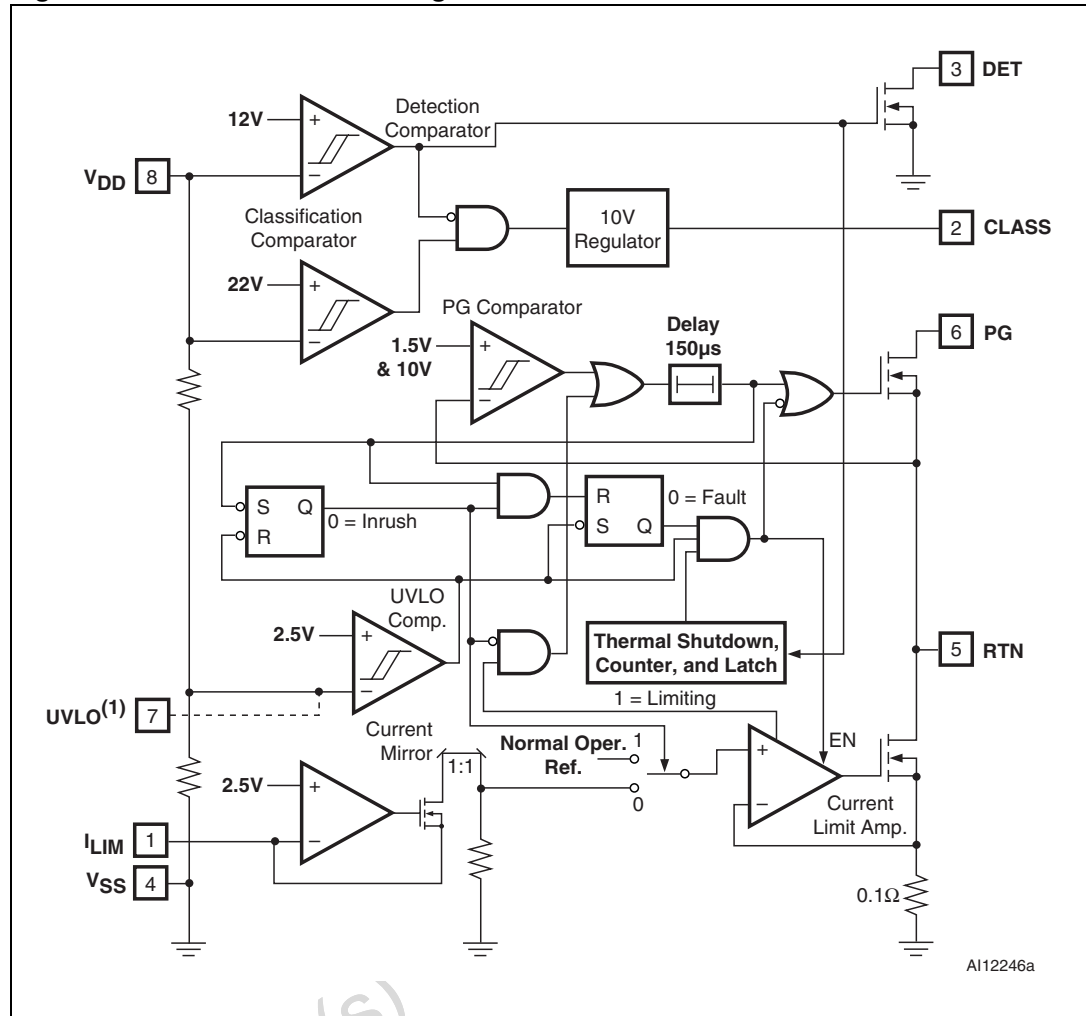 3 DET
Detection
Comparator
12V
+
−
VDD 8
Classification
Comparator
10V
Regulator
2 CLASS
22V
+
−
PG Comparator
Delay
150µs
6 PG
1.5V
& 10V
+
−
S Q
R
0 = Inrush
R
S Q
0 = Fault
UVLO
Comp.
2.5V
+
−
Thermal Shutdown,
Counter, and Latch
5 RTN
UVLO(1) 7
1 = Limiting
Current
Mirror
1:1
Normal Oper.
Ref.
1
0
EN
+
−
Current
Limit Amp.
2.5V
+
−
ILIM 1
VSS 4
0.1Ω
AI12246a